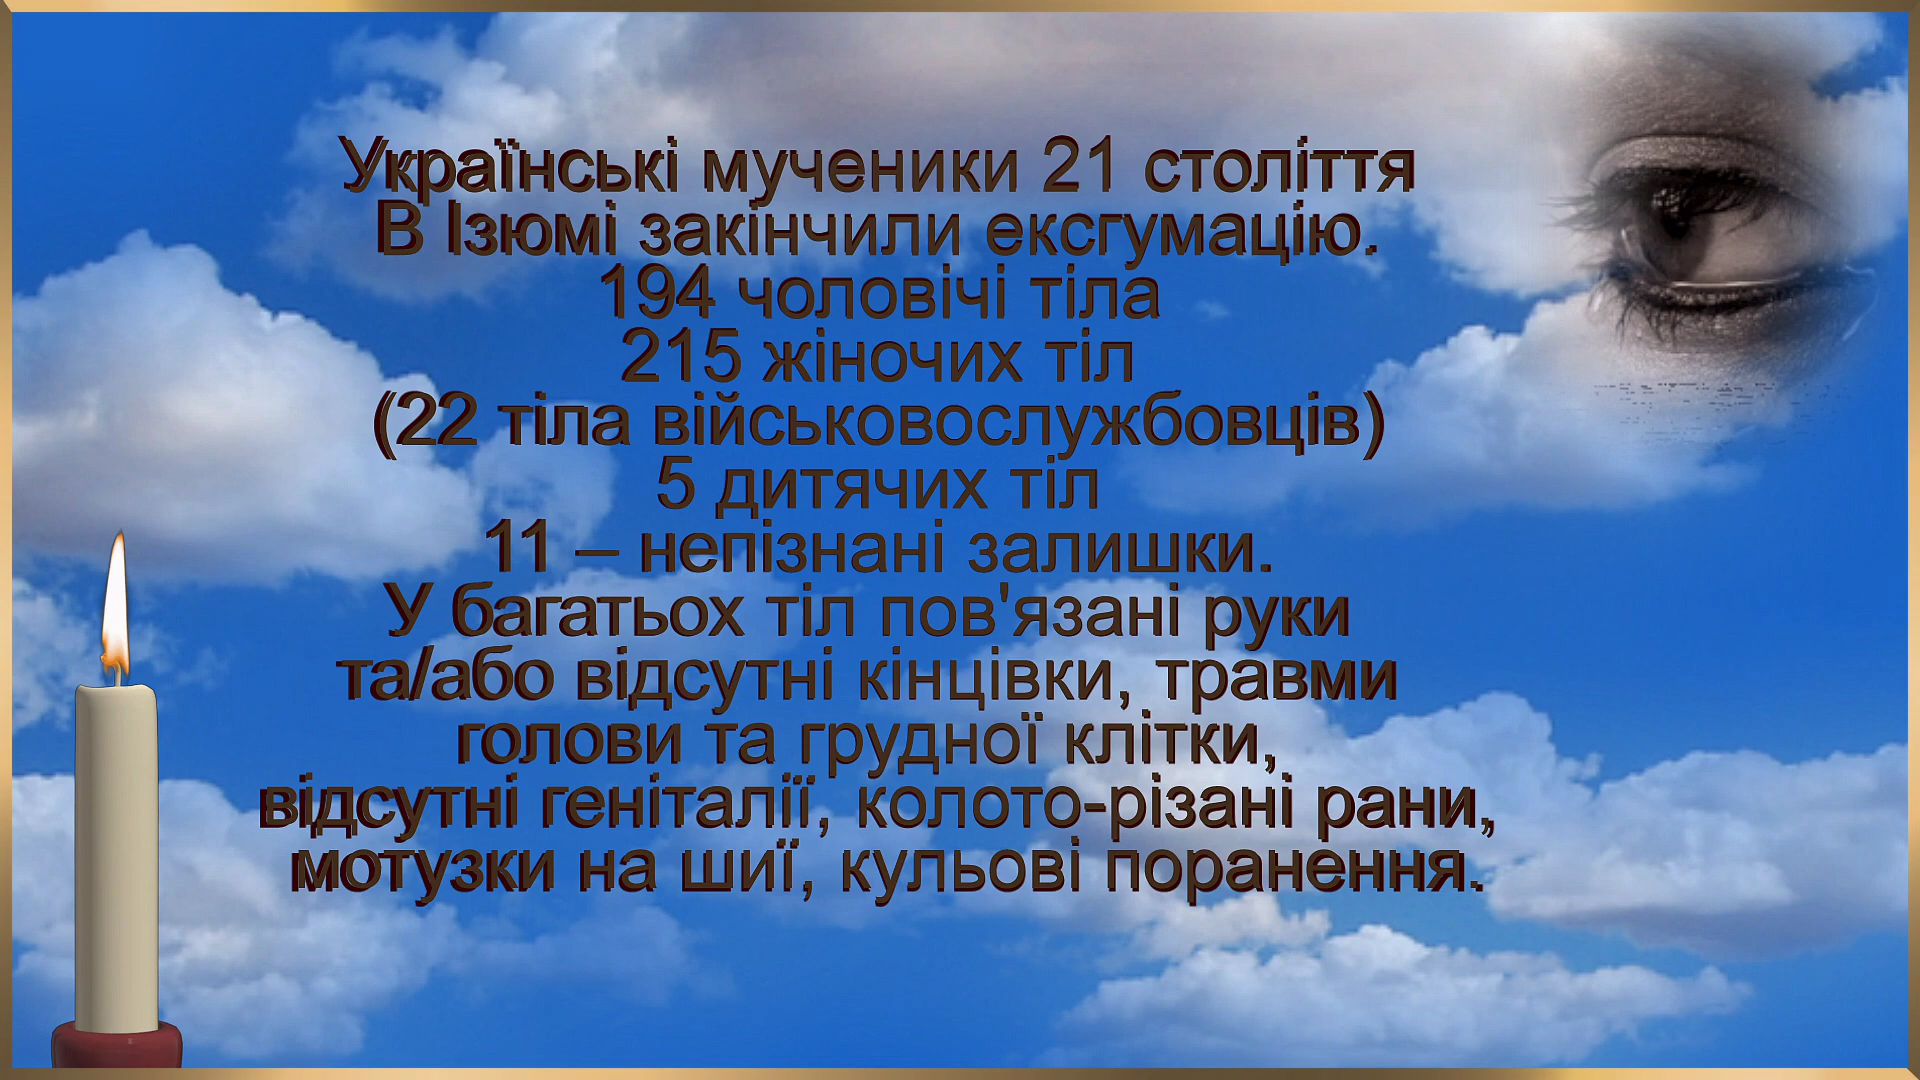 Українські мученики 21 століття
В Ізюмі закінчили ексгумацію.
194 чоловічі тіла
215 жіночих тіл
(22 тіла військовослужбовців)
5 дитячих тіл
11 – непізнані залишки.
У багатьох тіл пов'язані руки
та/або відсутні кінцівки, травми
голови та грудної клітки,
відсутні геніталії, колото-різані рани,
мотузки на шиї, кульові поранення.